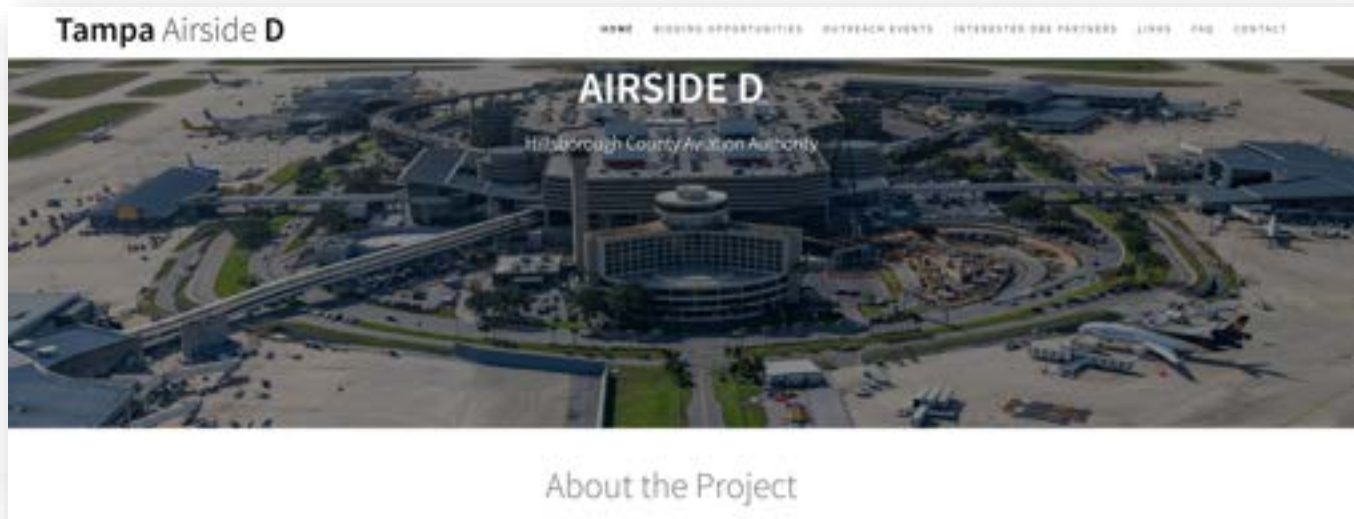 Tampa Airside D
HOME BIDDING OPPORTUNITIES OUTREACH EVENTS INTERESTED DBE PARTNERS LINKS FAQ CONTACT
AIRSIDE D
Hillsborough County Aviation Authority
About the Project